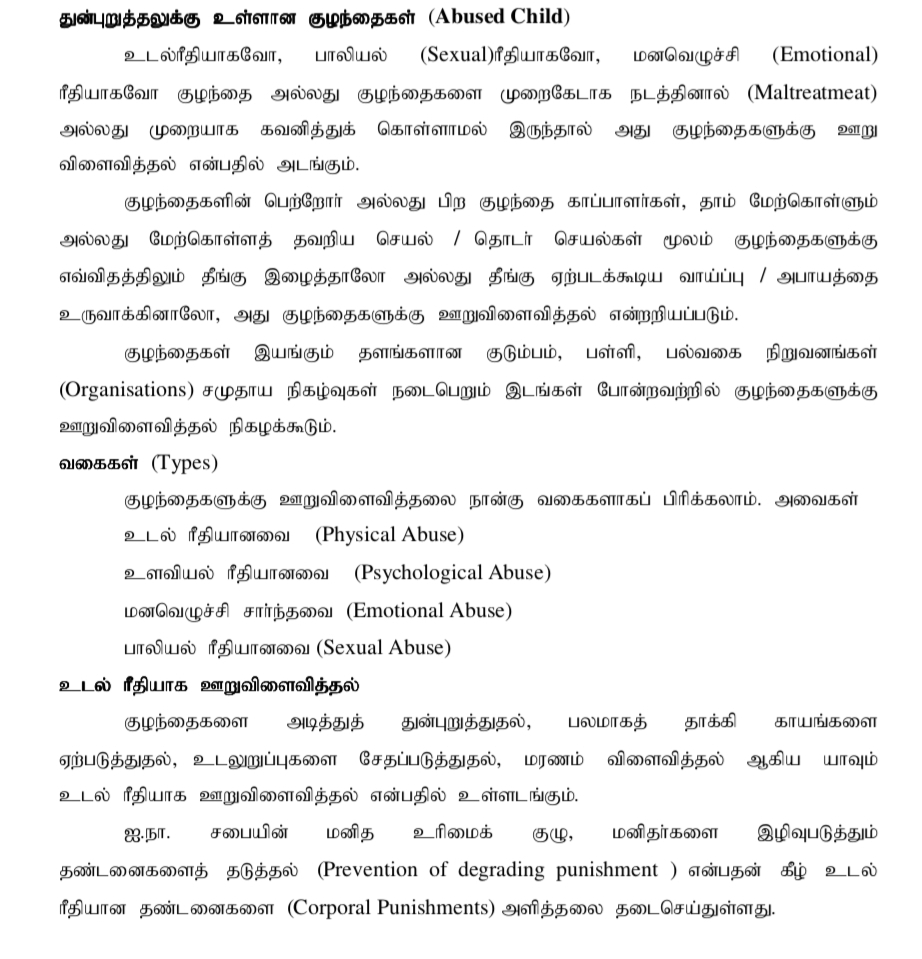 துன்புறுத்தலுக்கு உள்ளான குழந்தைகள் (Abused Child)
உடல்ரீதியாகவோ, பாலியல் (Sexual)ரீதியாகவோ, மனவெழுச்சி (Emotional)
ரீதியாகவோ குழந்தை அல்லது குழந்தைகளை முறைகேடாக நடத்தினால் (Maltreatmeat)
அல்லது முறையாக கவனித்துக் கொள்ளாமல் இருந்தால் அது குழந்தைகளுக்கு ஊறு
விளைவித்தல் என்பதில் அடங்கும்.
குழந்தைகளின் பெற்றோர் அல்லது பிற குழந்தை காப்பாளர்கள், தாம் மேற்கொள்ளும்
அல்லது மேற்கொள்ளத் தவறிய செயல் / தொடர் செயல்கள் மூலம் குழந்தைகளுக்கு
எவ்விதத்திலும் தீங்கு இழைத்தாலோ அல்லது தீங்கு ஏற்படக்கூடிய வாய்ப்பு / அபாயத்தை
உருவாக்கினாலோ, அது குழந்தைகளுக்கு ஊறுவிளைவித்தல் என்றறியப்படும்.
குழந்தைகள் இயங்கும் தளங்களான குடும்பம், பள்ளி, பல்வகை நிறுவனங்கள்
(Organisations) சமுதாய நிகழ்வுகள் நடைபெறும் இடங்கள் போன்றவற்றில் குழந்தைகளுக்கு
ஊறுவிளைவித்தல் நிகழக்கூடும்.
வகைகள் (Types)
குழந்தைகளுக்கு ஊறுவிளைவித்தலை நான்கு வகைகளாகப் பிரிக்கலாம். அவைகள்
உடல் ரீதியானவை (Physical Abuse)
உளவியல் ரீதியானவை (Psychological Abuse)
மனவெழுச்சி சார்ந்தவை (Emotional Abuse)
பாலியல் ரீதியானவை (Sexual Abuse)
உடல் ரீதியாக ஊறுவிளைவித்தல்
குழந்தைகளை அடித்துத் துன்புறுத்துதல், பலமாகத் தாக்கி காயங்களை
ஏற்படுத்துதல், உடலுறுப்புகளை சேதப்படுத்துதல், மரணம் விளைவித்தல் ஆகிய யாவும்
உடல் ரீதியாக ஊறுவிளைவித்தல் என்பதில் உள்ளடங்கும்.
ஐ.நா. சபையின் மனித உரிமைக் குழு, மனிதர்களை இழிவுபடுத்தும்
தண்டனைகளைத் தடுத்தல் (Prevention of degrading punishment ) என்பதன் கீழ் உடல்
ரீதியான தண்டனைகளை (Corporal Punishments) அளித்தலை தடைசெய்துள்ளது.